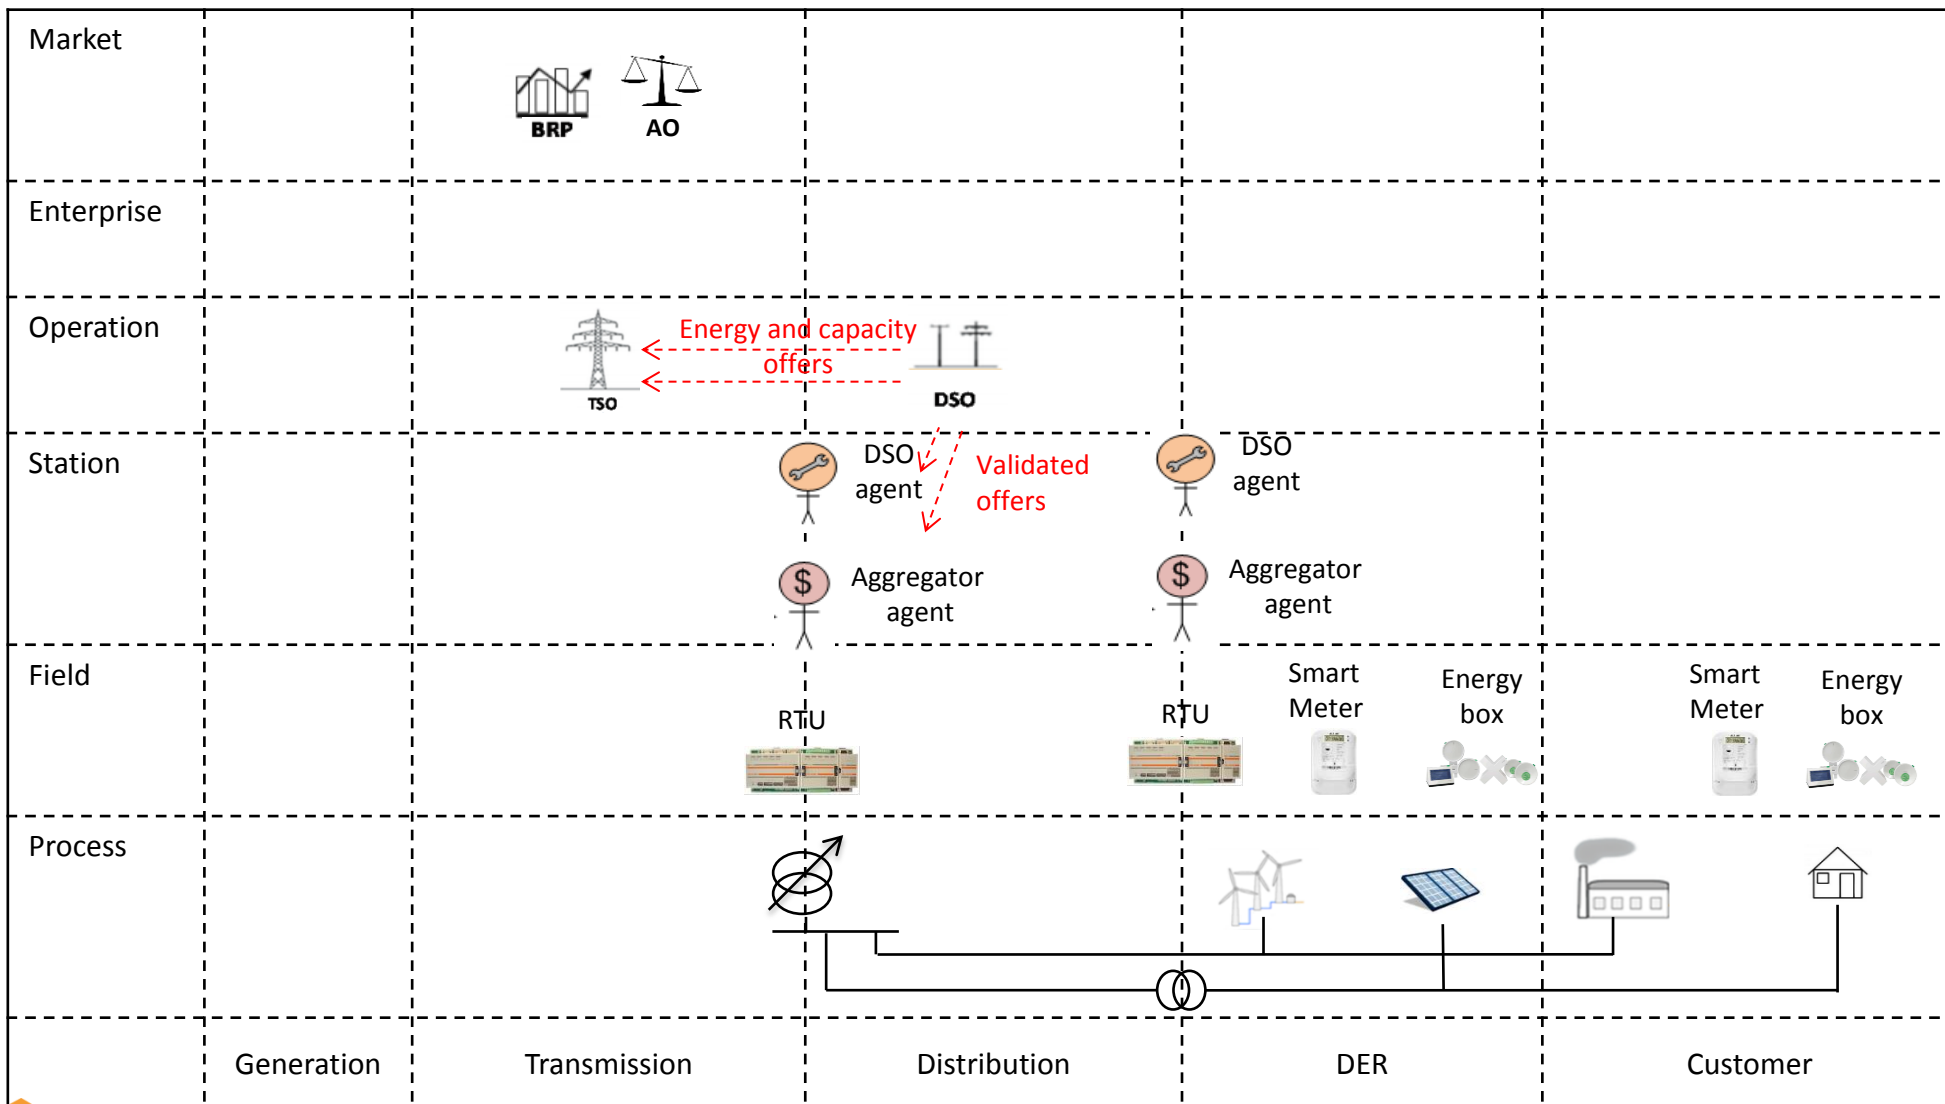 Market
BRP
AO
Enterprise
Operation
Energy and capacity
offers
TSO
DSO
Station
DSO
agent
Validated
offers
DSO
agent
$
Aggregator
agent
$
Aggregator
agent
Field
RTU
RTU
Smart
Meter
Energy
box
Smart
Meter
Energy
box
Process
Generation
Transmission
Distribution
DER
Customer